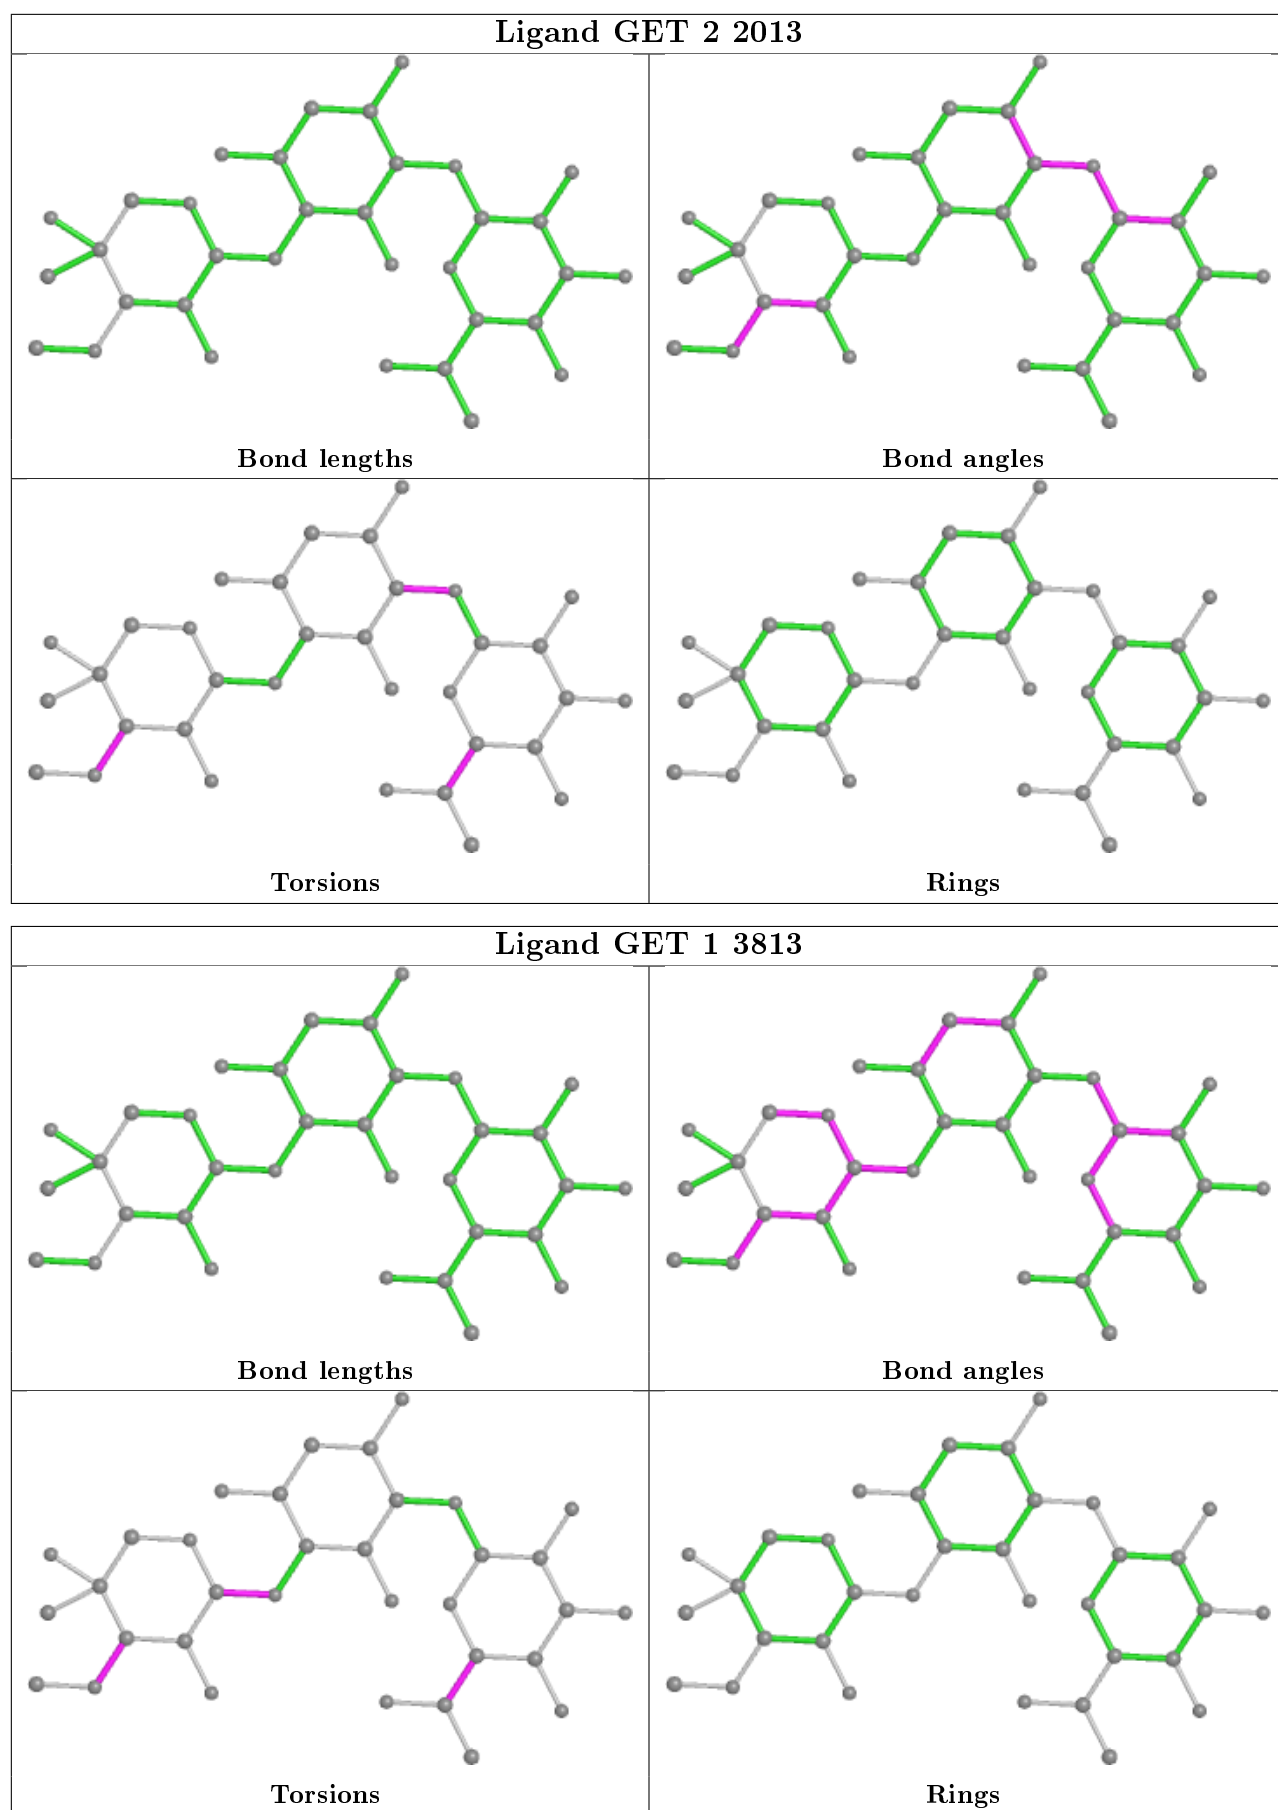 Ligand GET 2 2013
Bond lengths
Bond angles
Torsions
Rings
Ligand GET 1 3813
Bond lengths
Bond angles
Torsions
Rings